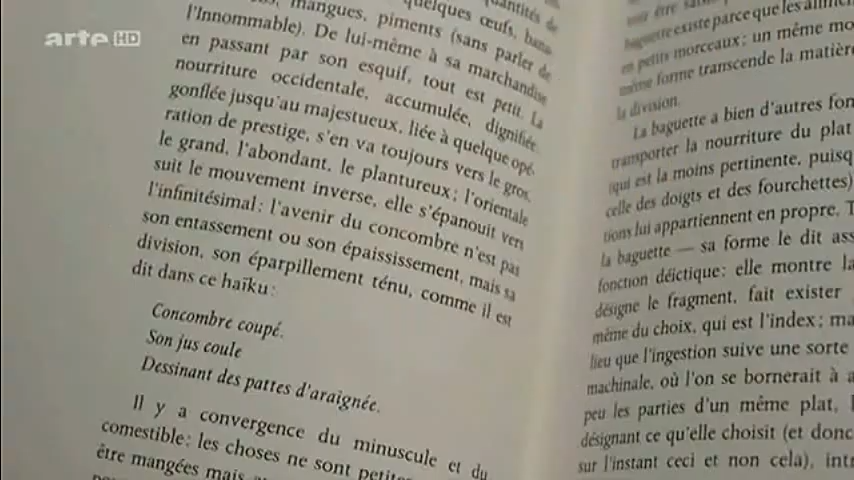 arte HD
quantités de
quelques œufs, bana-
mangues, piments (sans parler de
l'Innommable). De lui-même à sa marchandise
en passant par son esquif, tout est petit. La
nourriture occidentale, accumulée, dignifiée,
gonflée jusqu'au majestueux, liée à quelque opé-
ration de prestige, s'en va toujours vers le gros,
le grand, l'abondant, le plantureux; l'orientale
suit le mouvement inverse, elle s'épanouit vers
l'infinitésimal: l'avenir du concombre n'est pas
son entassement ou son épaississement, mais sa
division, son éparpillement ténu, comme il est
dit dans ce haïku:
Concombre coupé.
Son jus coule
Dessinant des pattes d'araignée.
Il y a convergence du minuscule et du
comestible: les choses ne sont petites
être mangées mais
baguette existe parce que les
en petits morceaux; un même mo
même forme transcende la matière
la division.
La baguette a bien d'autres fon
transporter la nourriture du plat
(qui est la moins pertinente, puisq
celle des doigts et des fourchettes)
tions lui appartiennent en propre. T
la baguette — sa forme le dit ass
fonction déictique: elle montre la
désigne le fragment, fait exister
même du choix, qui est l'index; ma
lieu que l'ingestion suive une sorte
machinale, où l'on se bornerait à a
peu les parties d'un même plat, l
désignant ce qu'elle choisit (et donc
sur l'instant ceci et non cela), intr